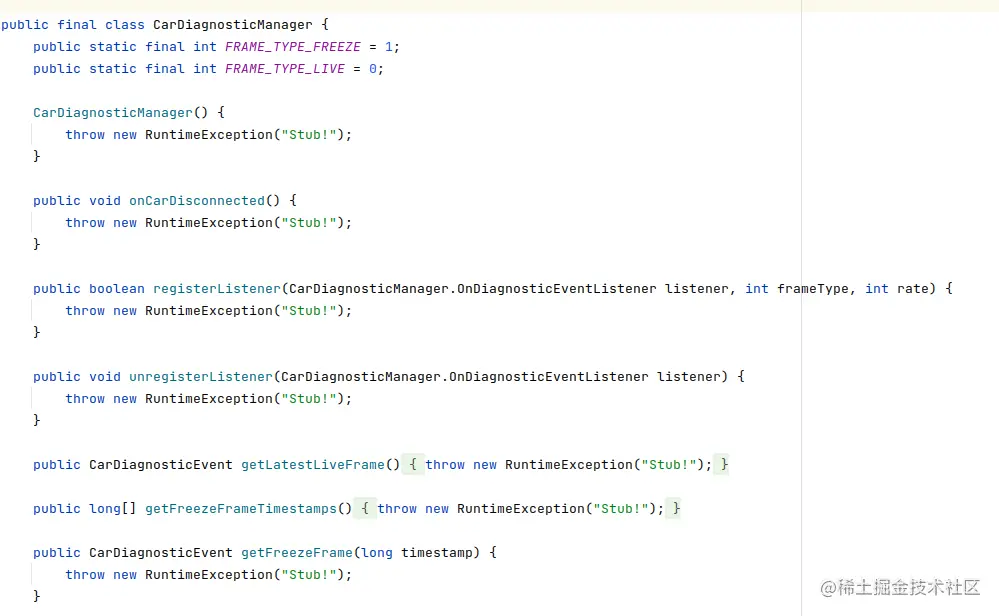 public final class CarDiagnosticManager {
    public static final int FRAME_TYPE_FREEZE = 1;
    public static final int FRAME_TYPE_LIVE = 0;
    CarDiagnosticManager() {
        throw new RuntimeException("Stub!");
    }
    public void onCarDisconnected() {
        throw new RuntimeException("Stub!");
    }
    public boolean registerListener(CarDiagnosticManager.OnDiagnosticEventListener listener, int frameType, int rate) {
        throw new RuntimeException("Stub!");
    }
    public void unregisterListener(CarDiagnosticManager.OnDiagnosticEventListener listener) {
        throw new RuntimeException("Stub!");
    }
    public CarDiagnosticEvent getLatestLiveFrame() { throw new RuntimeException("Stub!"); }
    public long[] getFreezeFrameTimestamps() { throw new RuntimeException("Stub!"); }
    public CarDiagnosticEvent getFreezeFrame(long timestamp) {
        throw new RuntimeException("Stub!");
    }
@稀土掘金技术社区